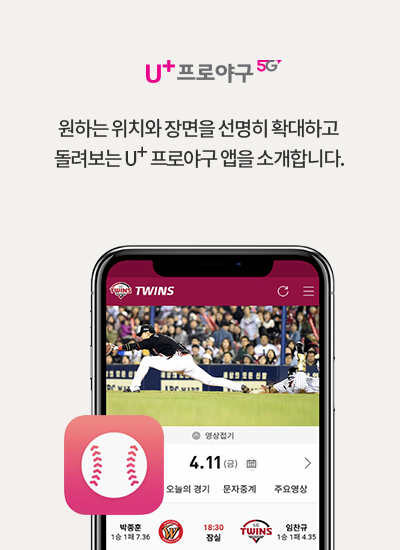 U+프로야구 5G
원하는 위치와 장면을 선명히 확대하고
돌려보는 U+ 프로야구 앱을 소개합니다.
TWINS TWINS
영상접기
4.11(금)
오늘의 경기 문자중계 주요영상
박종훈 W 18:30 LG TWINS 임찬규
1승 1패 7.36 잠실 1승 1패 4.35